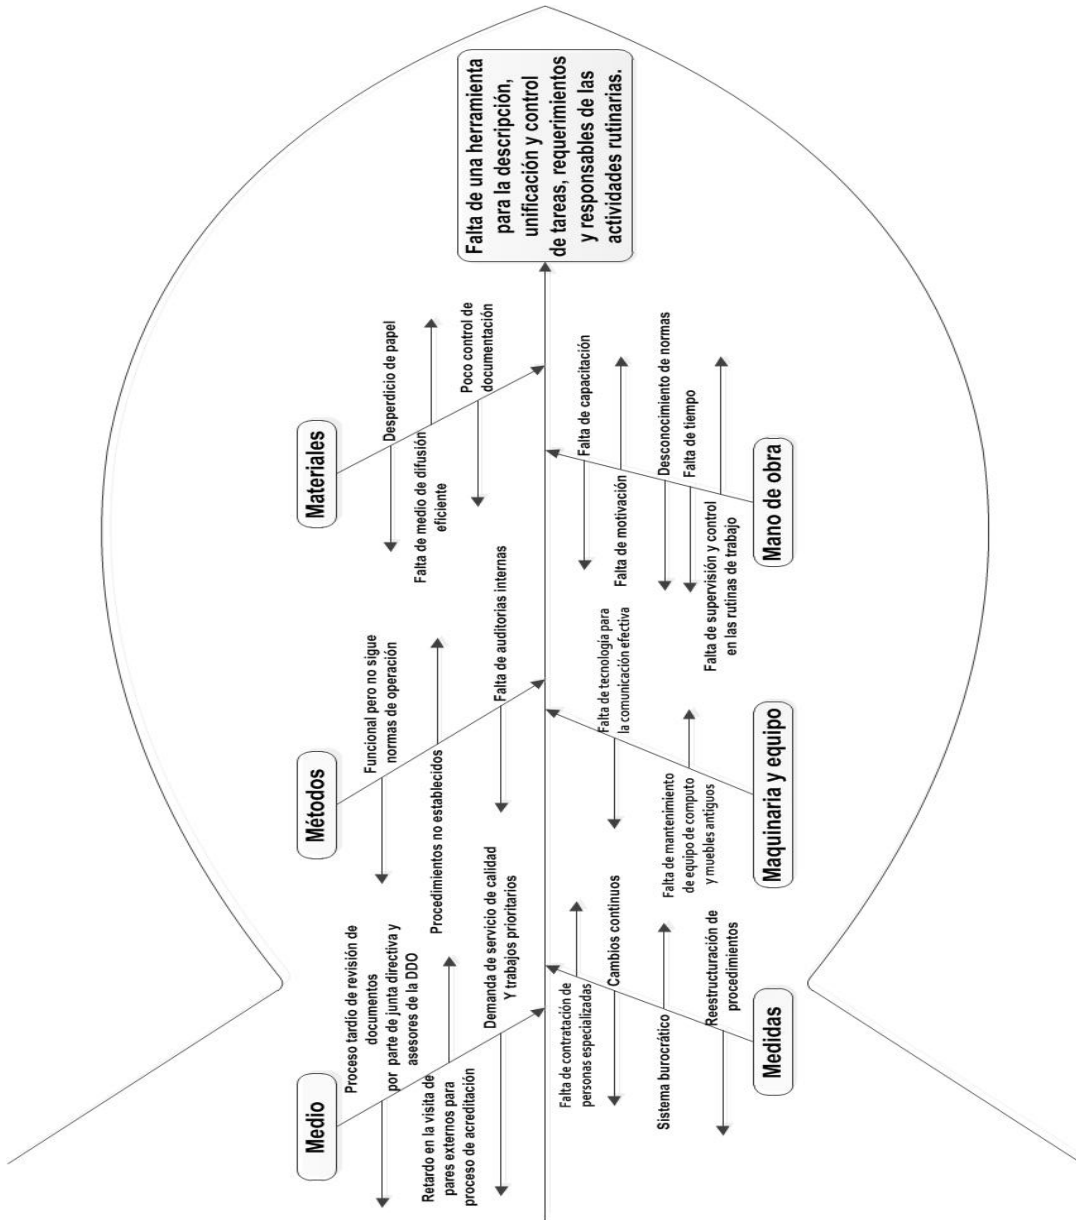 Medio
Proceso tardío de revisión de
documentos
por parte de junta directiva y
asesores de la DDO
Retardo en la visita de
pares externos para
proceso de acreditación
Demanda de servicio de calidad
Y trabajos prioritarios
Métodos
Funcional pero no sigue
normas de operación
Procedimientos no establecidos
Falta de auditorias internas
Materiales
Desperdicio de papel
Falta de medio de difusión
eficiente
Poco control de
documentación
Falta de una herramienta
para la descripción,
unificación y control
de tareas, requerimientos
y responsables de las
actividades rutinarias.
Falta de contratación de
personas especializadas
Cambios continuos
Sistema burocrático
Reestructuración de
procedimientos
Medidas
Falta de tecnología para
la comunicación efectiva
Falta de mantenimiento
de equipo de computo
y muebles antiguos
Maquinaria y equipo
Falta de capacitación
Falta de motivación
Desconocimiento de normas
Falta de tiempo
Falta de supervisión y control
en las rutinas de trabajo
Mano de obra